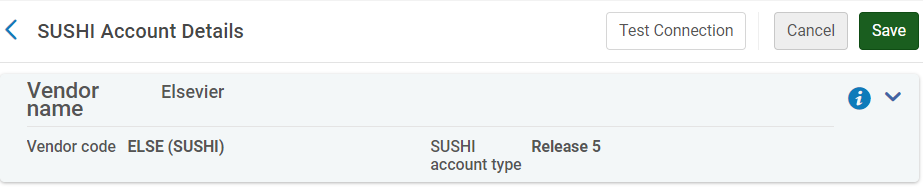 SUSHI Account Details Test Connection Cancel Save
Vendor name Elsevier
Vendor code ELSE (SUSHI) SUSHI account type Release 5